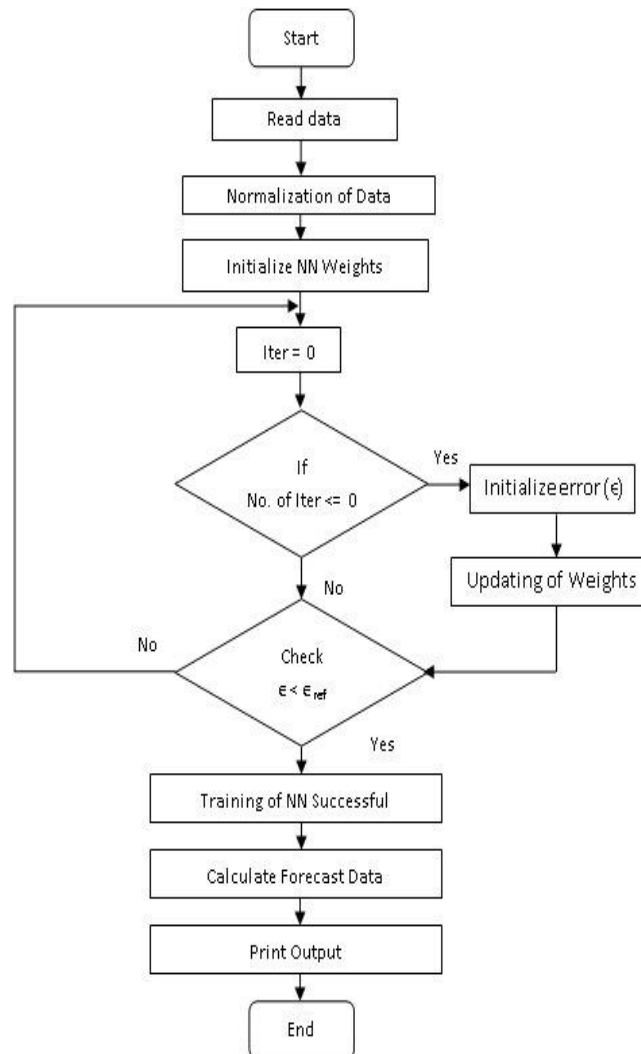 Start
Read data
Normalization of Data
Initialize NN Weights
Iter = 0
If
No. of Iter <= 0
Yes
Initialize error (ϵ)
Updating of Weights
No
No
Check
ϵ < ϵref
Yes
Training of NN Successful
Calculate Forecast Data
Print Output
End